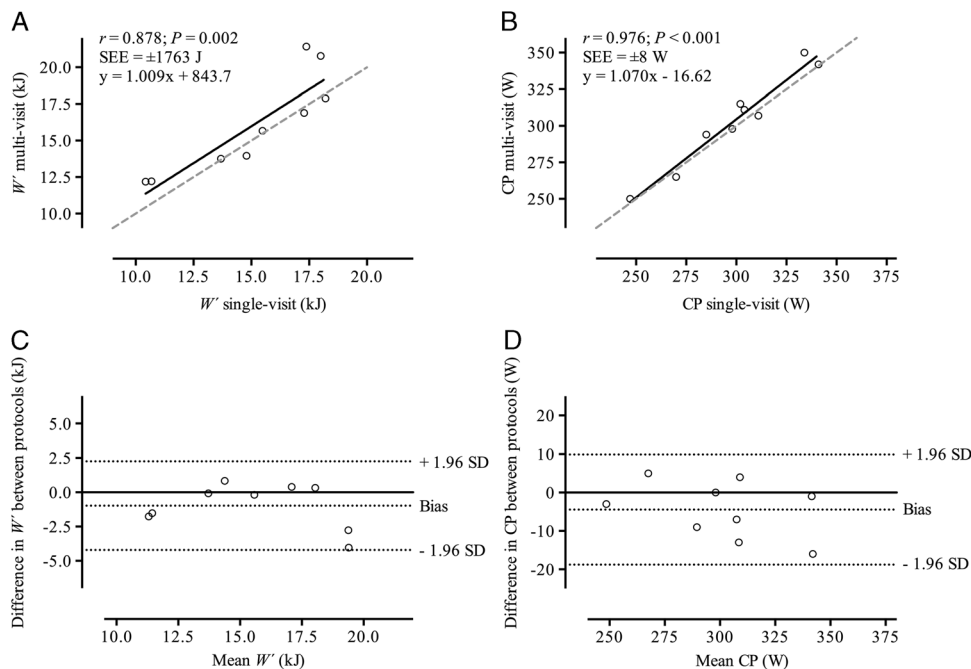 A
r = 0.878; P = 0.002
SEE = ±1763 J
y = 1.009x + 843.7
W′ multi-visit (kJ)
20.0
17.5
15.0
12.5
10.0
10.0 12.5 15.0 17.5 20.0
W′ single-visit (kJ)
B
r = 0.976; P < 0.001
SEE = ±8 W
y = 1.070x - 16.62
CP multi-visit (W)
350
300
250
250 275 300 325 350 375
CP single-visit (W)
C
Difference in W′ between protocols (kJ)
5.0
2.5
0.0
-2.5
-5.0
+ 1.96 SD
Bias
- 1.96 SD
10.0 12.5 15.0 17.5 20.0
Mean W′ (kJ)
D
Difference in CP between protocols (W)
20
10
0
-10
-20
+ 1.96 SD
Bias
- 1.96 SD
250 275 300 325 350 375
Mean CP (W)